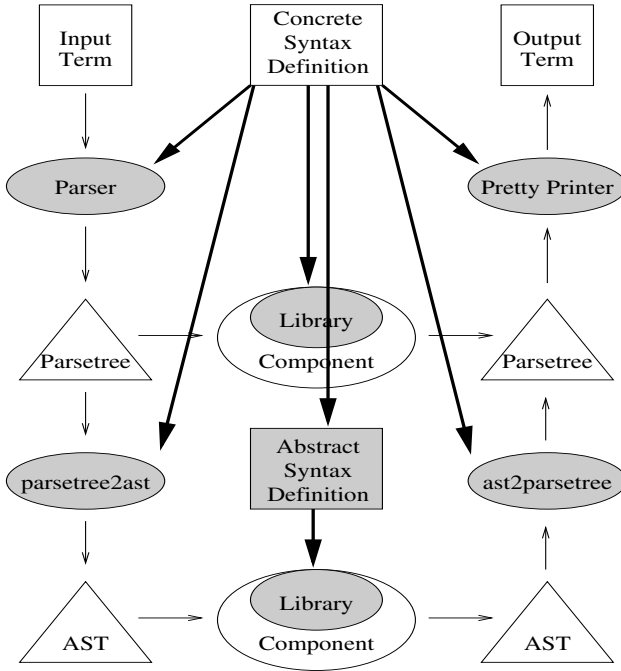 Input
Term
Concrete
Syntax
Definition
Output
Term
Parser
Pretty Printer
Parsetree
Library
Component
Parsetree
parsetree2ast
Abstract
Syntax
Definition
ast2parsetree
AST
Library
Component
AST